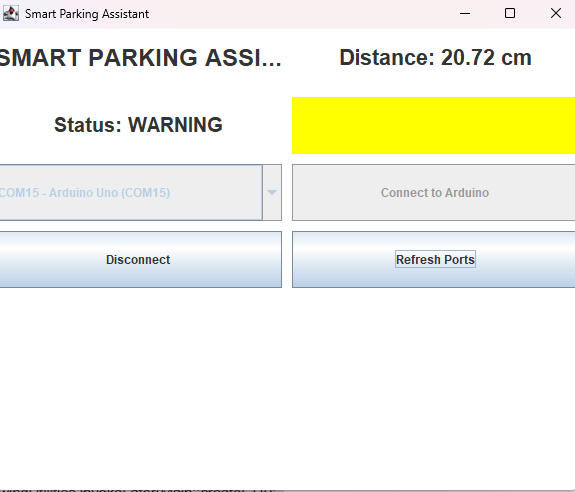 Smart Parking Assistant
SMART PARKING ASSI...
Distance: 20.72 cm
Status: WARNING
COM15 - Arduino Uno (COM15)
Connect to Arduino
Disconnect
Refresh Ports